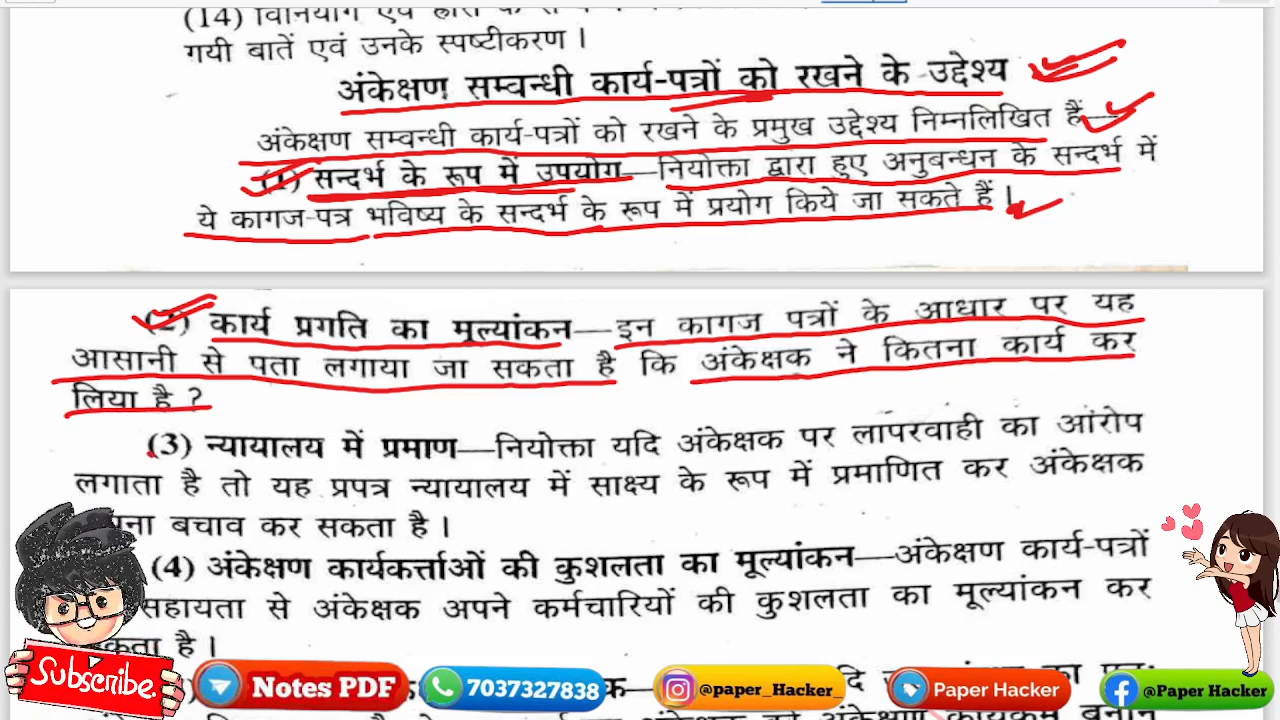 (14) विनियोग एवं
गयी बातें एवं उनके स्पष्टीकरण ।
अंकेक्षण सम्वन्धी कार्य-पत्रों को रखने के उद्देश्य
अंकेक्षण सम्वन्धी कार्य-पत्रों को रखने के प्रमुख उद्देश्य निम्नलिखित हैं—
(1) सन्दर्भ के रूप में उपयोग—नियोक्ता द्वारा हुए अनुबन्धन के सन्दर्भ में
ये कागज-पत्र भविष्य के सन्दर्भ के रूप में प्रयोग किये जा सकते हैं ।
(2) कार्य प्रगति का मूल्यांकन—इन कागज पत्रों के आधार पर यह
आसानी से पता लगाया जा सकता है कि अंकेक्षक ने कितना कार्य कर
लिया है ?
(3) न्यायालय में प्रमाण—नियोक्ता यदि अंकेक्षक पर लापरवाही का आरोप
लगाता है तो यह प्रपत्र न्यायालय में साक्ष्य के रूप में प्रमाणित कर अंकेक्षक
बचाव कर सकता है ।
(4) अंकेक्षण कार्यकर्त्ताओं की कुशलता का मूल्यांकन—अंकेक्षण कार्य-पत्रों
सहायता से अंकेक्षक अपने कर्मचारियों की कुशलता का मूल्यांकन कर
है ।
Subscribe
Notes PDF
7037327838
@paper_Hacker_
Paper Hacker
@Paper Hacker
अंकेक्षण कार्यक्रम बनाने